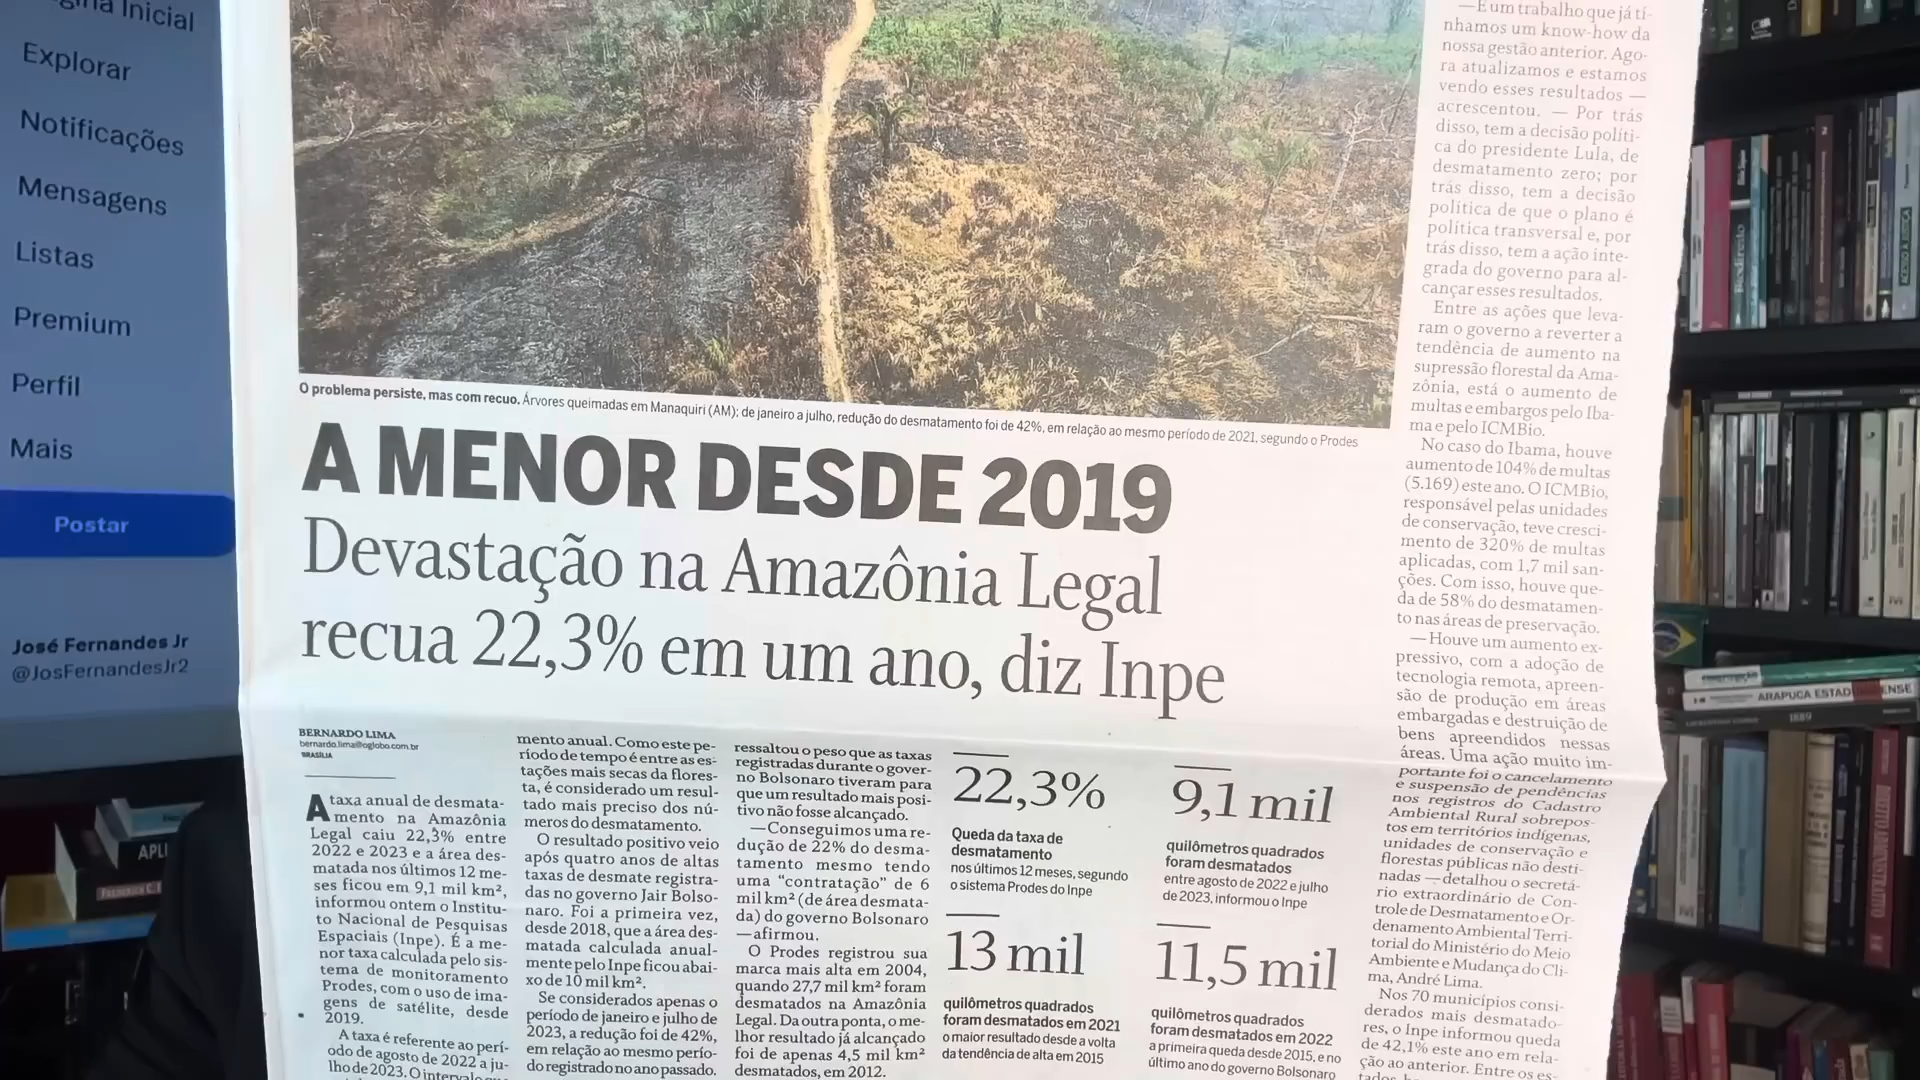 Inicial
Explorar
Notificações
Mensagens
Listas
Premium
Perfil
Mais
Postar
José Fernandes Jr
@JosFernandesJr2
O problema persiste, mas com recuo. Árvores queimadas em Manaquiri (AM): de janeiro a julho, redução do desmatamento foi de 42%, em relação ao mesmo período de 2021, segundo o Prodes
A MENOR DESDE 2019
Devastação na Amazônia Legal
recua 22,3% em um ano, diz Inpe
BERNARDO LIMA
bernardo.lima@oglobo.com.br
BRASÍLIA
A taxa anual de desmata-
mento na Amazônia
Legal caiu 22,3% entre
2022 e 2023 e a área des-
matada nos últimos 12 me-
ses ficou em 9,1 mil km²,
informou ontem o Institu-
to Nacional de Pesquisas
Espaciais (Inpe). É a me-
nor taxa calculada pelo sis-
tema de monitoramento
Prodes, com o uso de ima-
gens de satélite, desde
2019.
A taxa é referente ao perí-
odo de agosto de 2022 a ju-
lho de 2023. O intervalo
mento anual. Como este pe-
ríodo de tempo é entre as es-
tações mais secas da flores-
ta, é considerado um resul-
tado mais preciso dos nú-
meros do desmatamento.
O resultado positivo veio
após quatro anos de altas
taxas de desmate registra-
das no governo Jair Bolso-
naro. Foi a primeira vez,
desde 2018, que a área des-
matada calculada anual-
mente pelo Inpe ficou abai-
xo de 10 mil km².
Se considerados apenas o
período de janeiro e julho de
2023, a redução foi de 42%,
em relação ao mesmo perío-
do registrado no ano passado.
ressaltou o peso que as taxas
registradas durante o gover-
no Bolsonaro tiveram para
que um resultado mais posi-
tivo não fosse alcançado.
—Conseguimos uma re-
dução de 22% do desma-
tamento mesmo tendo
uma “contratação” de 6
mil km² (de área desmata-
da) do governo Bolsonaro
—afirmou.
O Prodes registrou sua
marca mais alta em 2004,
quando 27,7 mil km² foram
desmatados na Amazônia
Legal. Da outra ponta, o me-
lhor resultado já alcançado
foi de apenas 4,5 mil km²
desmatados, em 2012.
22,3%
Queda da taxa de
desmatamento
nos últimos 12 meses, segundo
o sistema Prodes do Inpe
9,1 mil
quilômetros quadrados
foram desmatados
entre agosto de 2022 e julho
de 2023, informou o Inpe
13 mil
quilômetros quadrados
foram desmatados em 2021
o maior resultado desde a volta
da tendência de alta em 2015
11,5 mil
quilômetros quadrados
foram desmatados em 2022
a primeira queda desde 2015, e no
último ano do governo Bolsonaro
—É um trabalho que já tí-
nhamos um know-how da
nossa gestão anterior. Ago-
ra atualizamos e estamos
vendo esses resultados —
acrescentou. — Por trás
disso, tem a decisão políti-
ca do presidente Lula, de
desmatamento zero; por
trás disso, tem a decisão
política de que o plano é
política transversal e, por
trás disso, tem a ação inte-
grada do governo para al-
cançar esses resultados.
Entre as ações que leva-
ram o governo a reverter a
tendência de aumento na
supressão florestal da Ama-
zônia, está o aumento de
multas e embargos pelo Iba-
ma e pelo ICMBio.
No caso do Ibama, houve
aumento de 104% de multas
(5.169) este ano. O ICMBio,
responsável pelas unidades
de conservação, teve cresci-
mento de 320% de multas
aplicadas, com 1,7 mil san-
ções. Com isso, houve que-
da de 58% do desmatamen-
to nas áreas de preservação.
—Houve um aumento ex-
pressivo, com a adoção de
tecnologia remota, apreen-
são de produção em áreas
embargadas e destruição de
bens apreendidos nessas
áreas. Uma ação muito im-
portante foi o cancelamento
e suspensão de pendências
nos registros do Cadastro
Ambiental Rural sobrepos-
tos em territórios indígenas,
unidades de conservação e
florestas públicas não desti-
nadas — detalhou o secretá-
rio extraordinário de Con-
trole de Desmatamento e Or-
denamento Ambiental Terri-
torial do Ministério do Meio
Ambiente e Mudança do Cli-
ma, André Lima.
Nos 70 municípios consi-
derados mais desmatado-
res, o Inpe informou queda
de 42,1% este ano em rela-
ção ao anterior. Entre os es-
APLI
1889